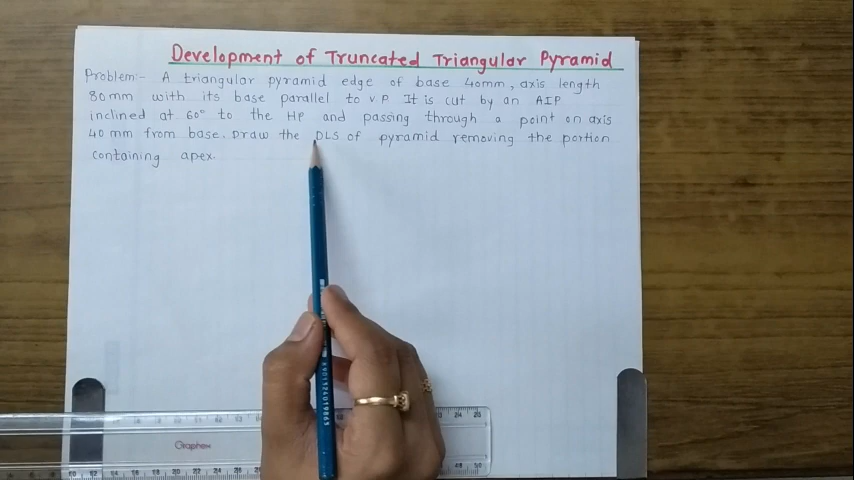 Development of Truncated Triangular Pyramid
Problem:- A triangular pyramid edge of base 40mm, axis length
80mm with its base parallel to VP It is cut by an AIP
inclined at 60° to the HP and passing through a point on axis
40 mm from base. Draw the DLS of pyramid removing the portion
containing apex.
Graphew
8901324019863